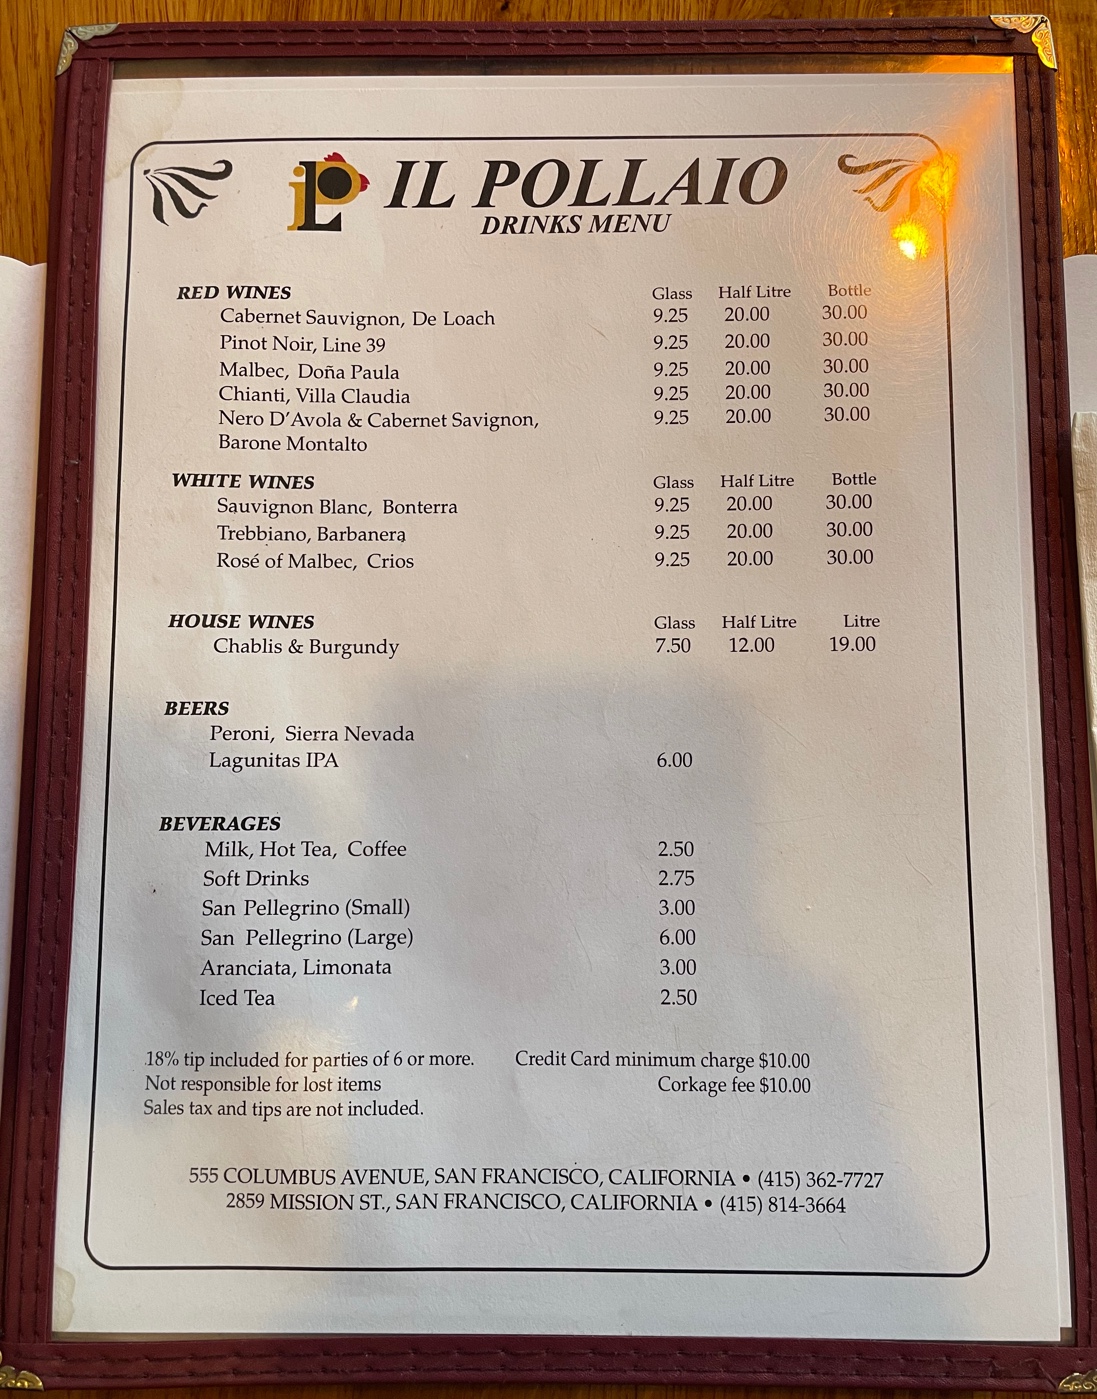 IL POLLAIO
DRINKS MENU
RED WINES Glass Half Litre Bottle
Cabernet Sauvignon, De Loach 9.25 20.00 30.00
Pinot Noir, Line 39 9.25 20.00 30.00
Malbec, Doña Paula 9.25 20.00 30.00
Chianti, Villa Claudia 9.25 20.00 30.00
Nero D'Avola & Cabernet Savignon, 9.25 20.00 30.00
Barone Montalto
WHITE WINES Glass Half Litre Bottle
Sauvignon Blanc, Bonterra 9.25 20.00 30.00
Trebbiano, Barbanera 9.25 20.00 30.00
Rosé of Malbec, Crios 9.25 20.00 30.00
HOUSE WINES Glass Half Litre Litre
Chablis & Burgundy 7.50 12.00 19.00
BEERS
Peroni, Sierra Nevada
Lagunitas IPA 6.00
BEVERAGES
Milk, Hot Tea, Coffee 2.50
Soft Drinks 2.75
San Pellegrino (Small) 3.00
San Pellegrino (Large) 6.00
Aranciata, Limonata 3.00
Iced Tea 2.50
18% tip included for parties of 6 or more. Credit Card minimum charge $10.00
Not responsible for lost items Corkage fee $10.00
Sales tax and tips are not included.
555 COLUMBUS AVENUE, SAN FRANCISCO, CALIFORNIA • (415) 362-7727
2859 MISSION ST., SAN FRANCISCO, CALIFORNIA • (415) 814-3664